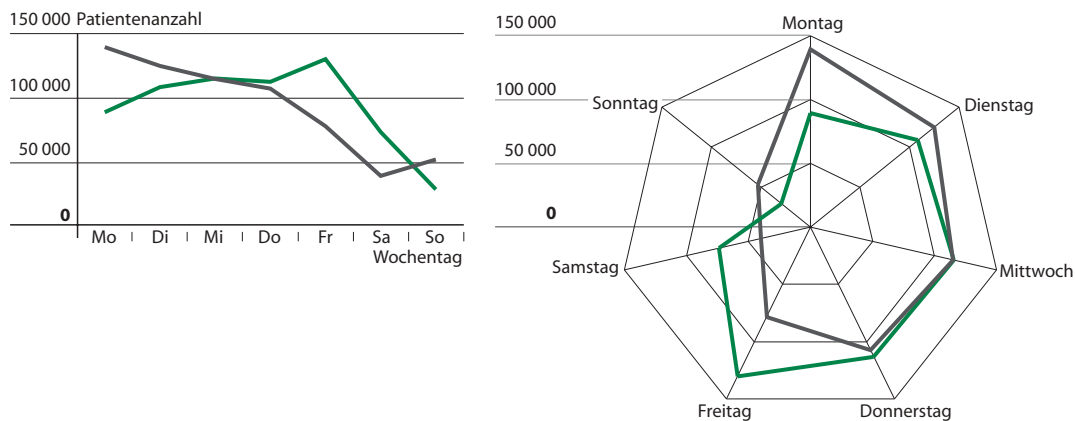 150 000 Patientenanzahl
100 000
50 000
0
Mo Di Mi Do Fr Sa So
Wochentag
150 000
100 000
50 000
0
Montag
Dienstag
Mittwoch
Donnerstag
Freitag
Samstag
Sonntag